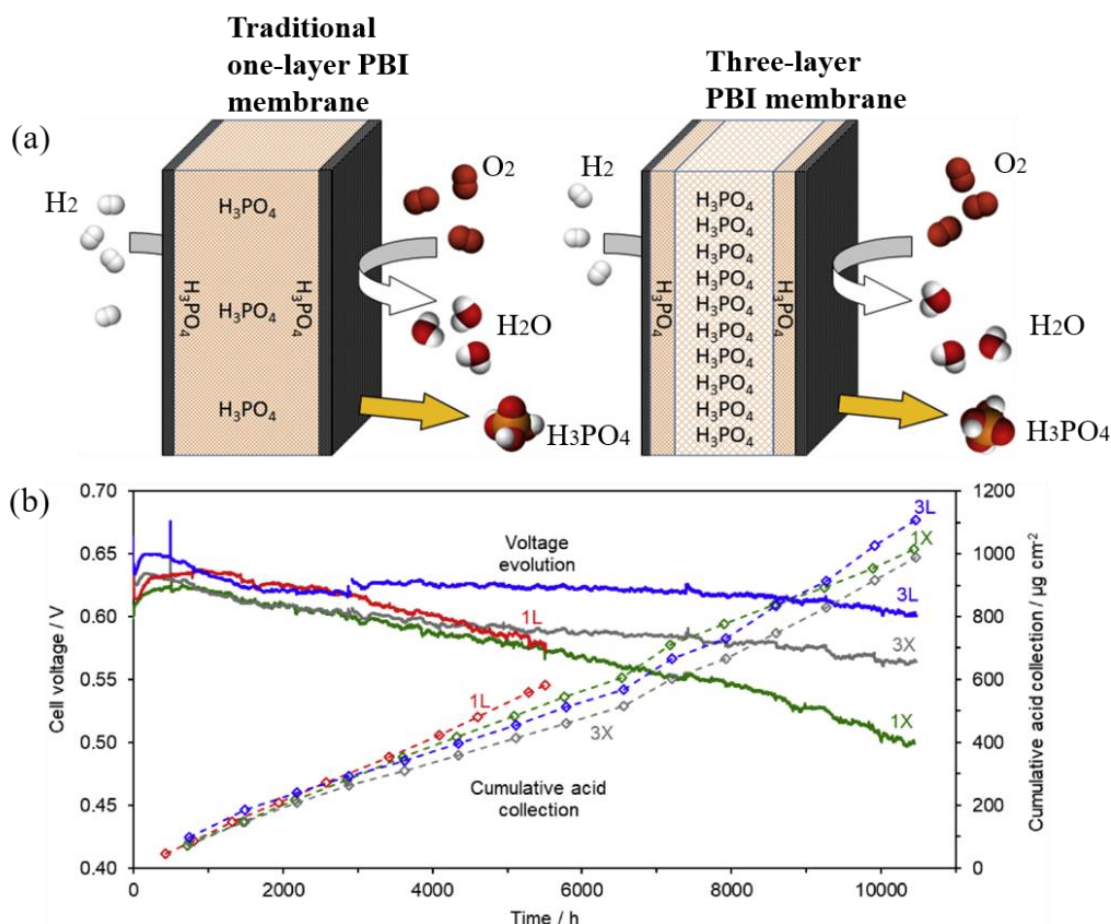 Traditional
one-layer PBI
membrane
Three-layer
PBI membrane
(a)
H2
O2
H2O
H3PO4
H₃PO₄
H₃PO₄
H₃PO₄
H₃PO₄
H₃PO₄
H2
O2
H2O
H3PO4
H₃PO₄
H₃PO₄
H₃PO₄
H₃PO₄
H₃PO₄
H₃PO₄
H₃PO₄
H₃PO₄
H₃PO₄
H₃PO₄
H₃PO₄
H₃PO₄
(b)
Cell voltage / V
0.70
0.65
0.60
0.55
0.50
0.45
0.40
Voltage
evolution
3L
1X
3L
1L
3X
1L
3X
1X
Cumulative acid
collection
1200
1000
800
600
400
200
0
Cumulative acid collection / µg cm⁻²
0
2000
4000
6000
8000
10000
Time / h